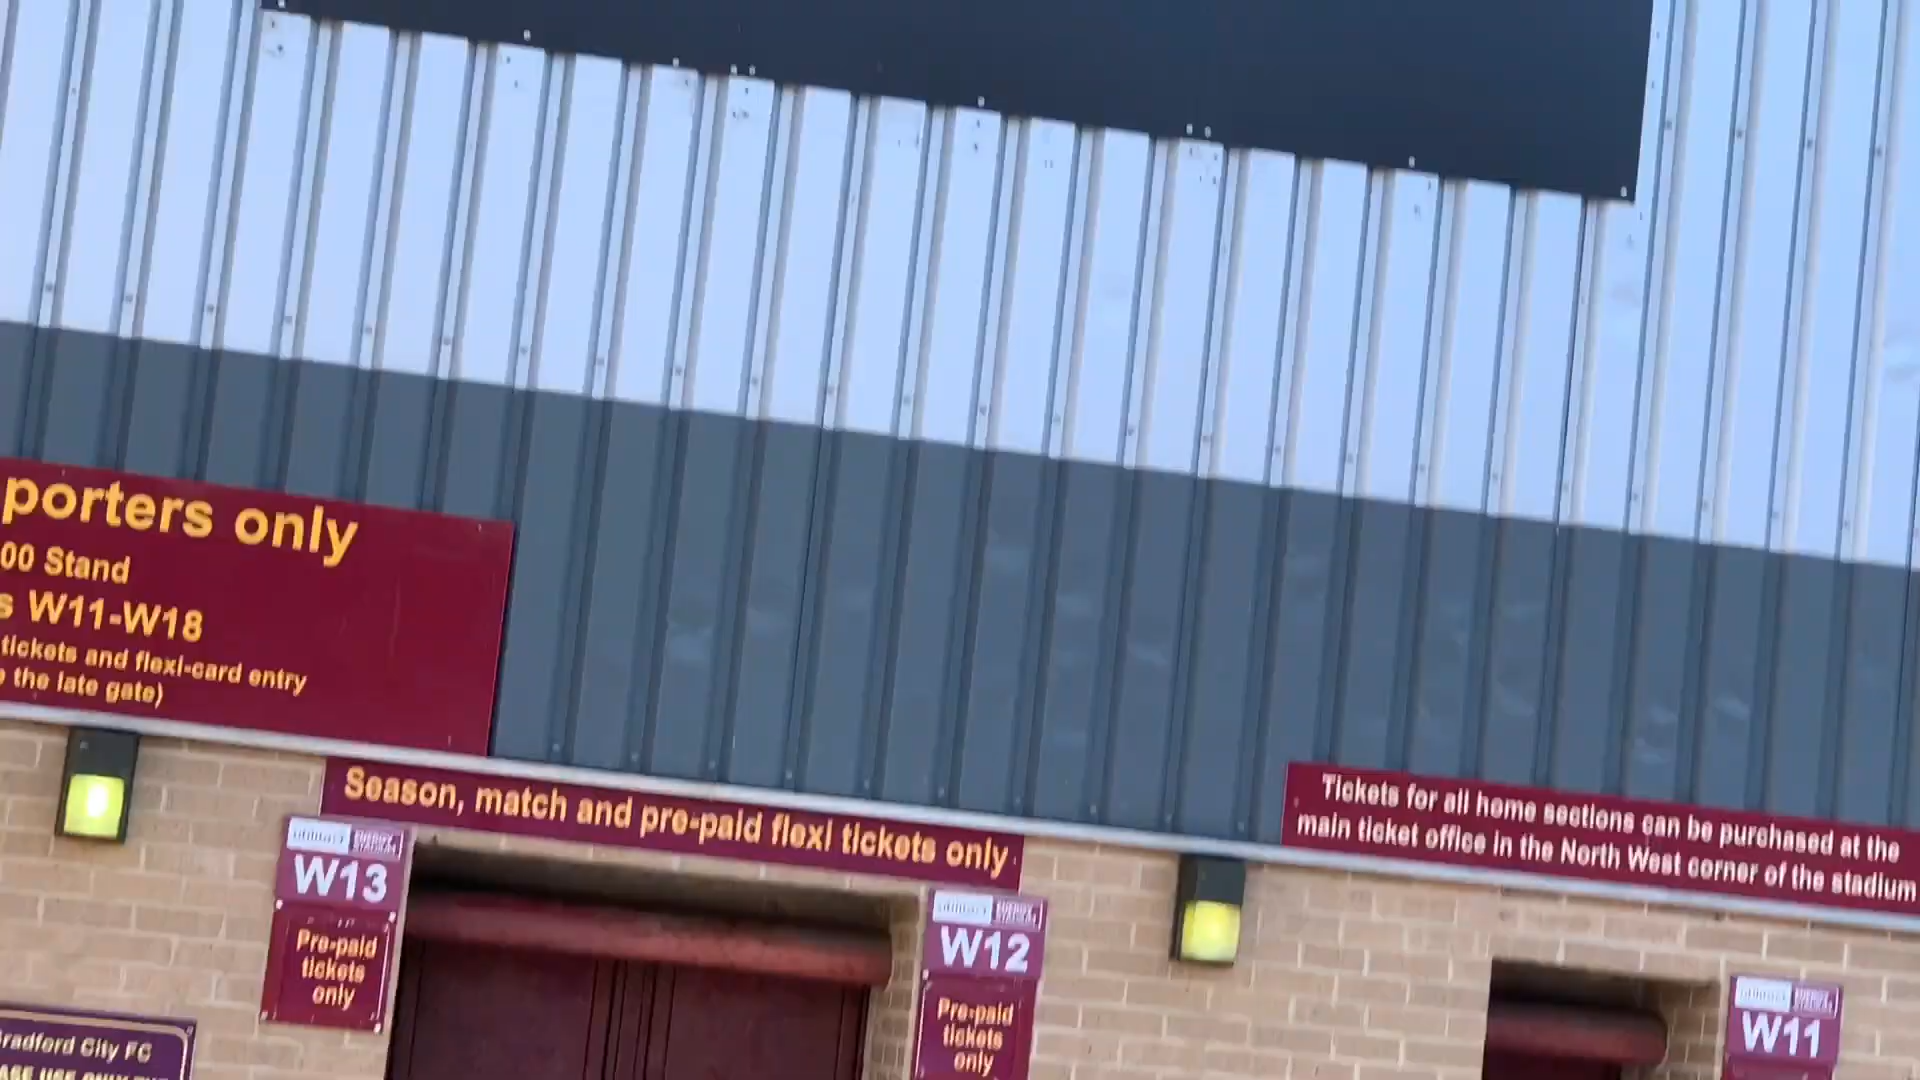 porters only
00 Stand
s W11-W18
tickets and flexi-card entry
the late gate)
Season, match and pre-paid flexi tickets only
Tickets for all home sections can be purchased at the
main ticket office in the North West corner of the stadium
W13
Pre-paid
tickets
only
W12
Pre-paid
tickets
only
W11
Bradford City FC